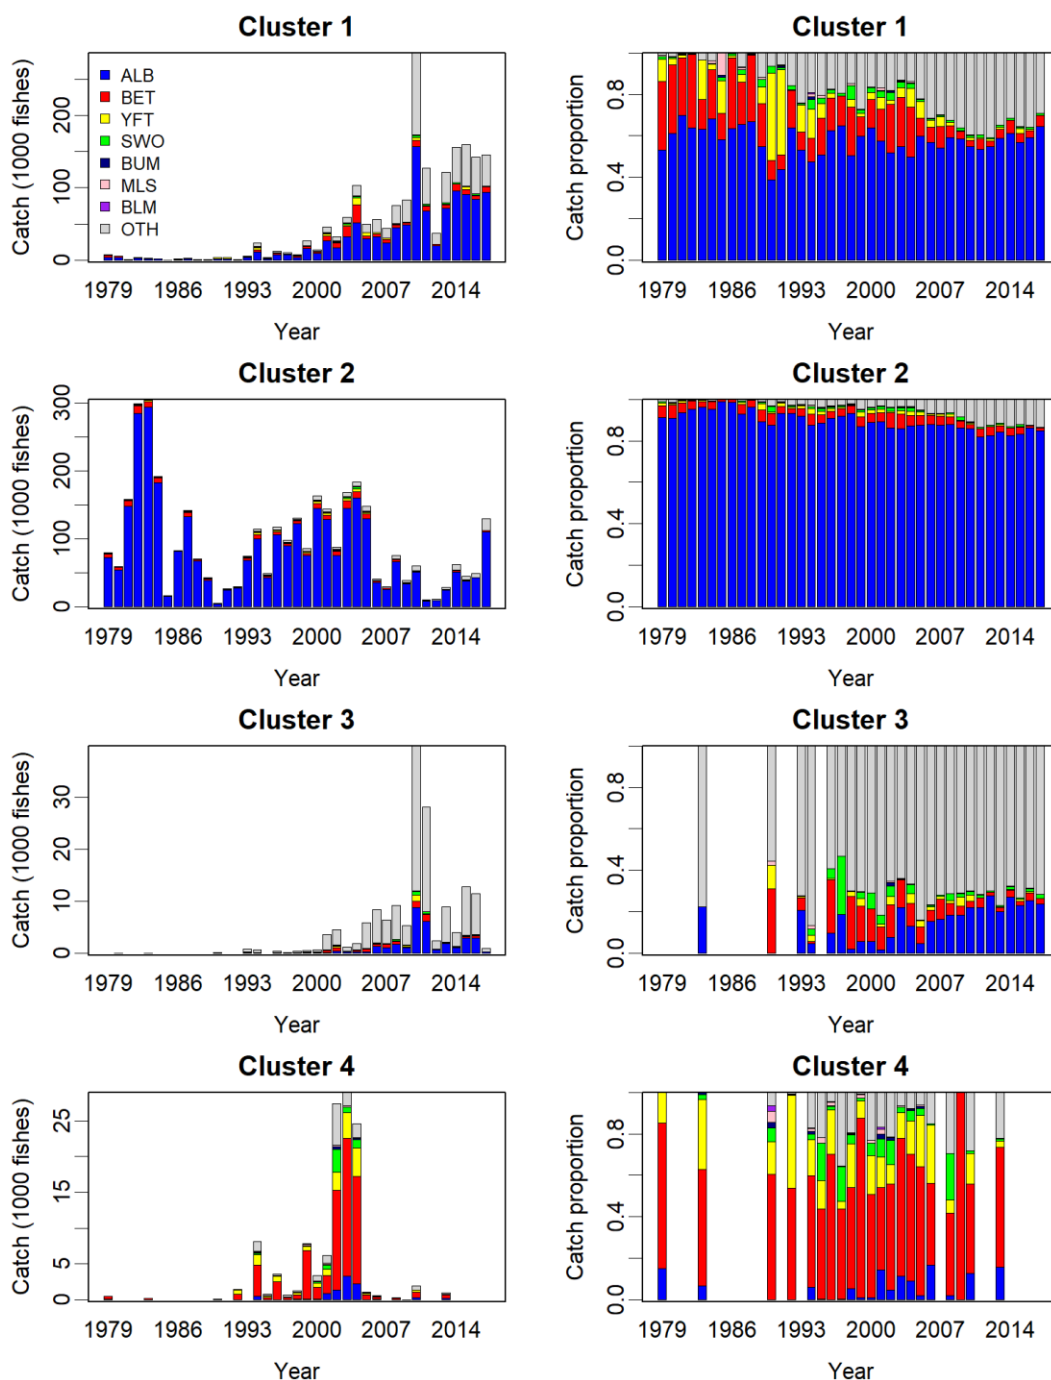 Cluster 1
Catch (1000 fishes)
0 100 200
ALB
BET
YFT
SWO
BUM
MLS
BLM
OTH
1979 1986 1993 2000 2007 2014
Year
Cluster 1
Catch proportion
0.0 0.4 0.8
1979 1986 1993 2000 2007 2014
Year
Cluster 2
Catch (1000 fishes)
0 100 200 300
1979 1986 1993 2000 2007 2014
Year
Cluster 2
Catch proportion
0.0 0.4 0.8
1979 1986 1993 2000 2007 2014
Year
Cluster 3
Catch (1000 fishes)
0 10 20 30
1979 1986 1993 2000 2007 2014
Year
Cluster 3
Catch proportion
0.0 0.4 0.8
1979 1986 1993 2000 2007 2014
Year
Cluster 4
Catch (1000 fishes)
0 5 15 25
1979 1986 1993 2000 2007 2014
Year
Cluster 4
Catch proportion
0.0 0.4 0.8
1979 1986 1993 2000 2007 2014
Year